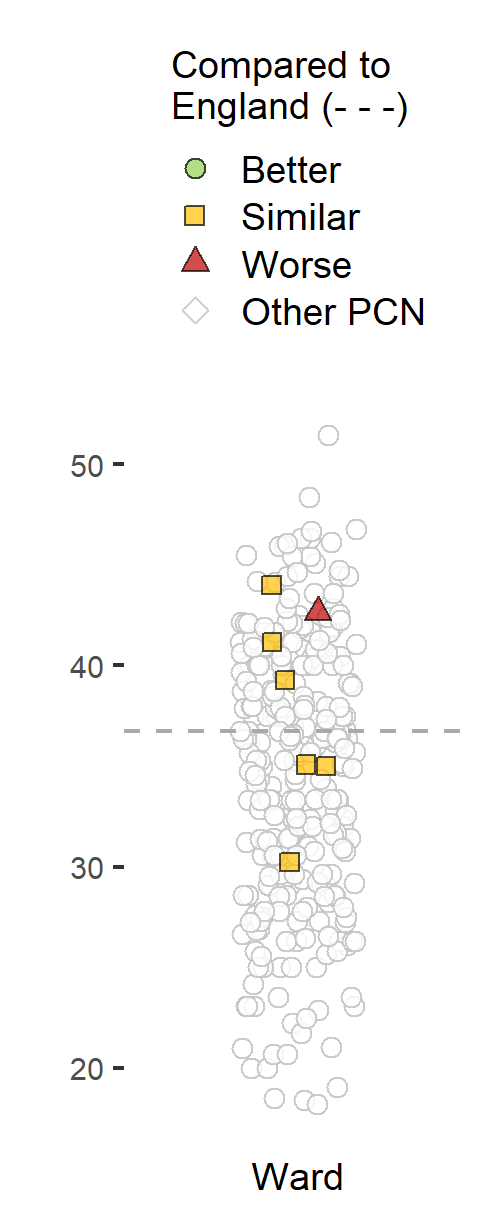 Compared to
England (- - -)
Better
Similar
Worse
Other PCN
50
40
30
20
Ward